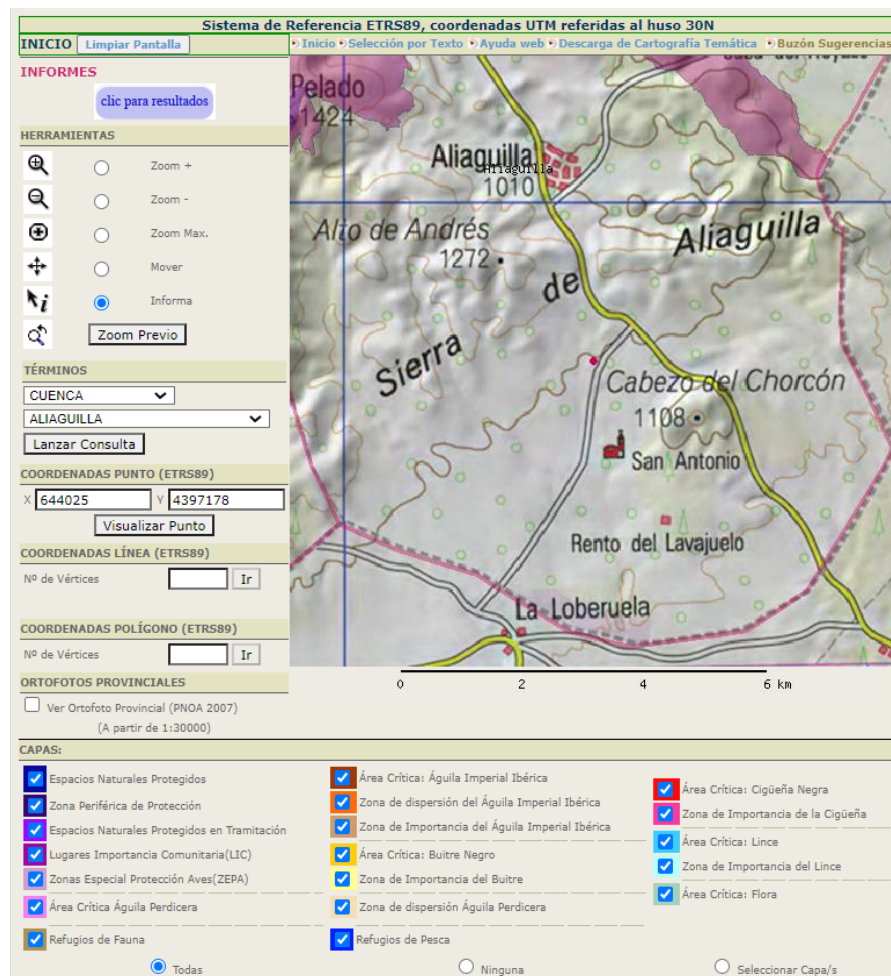 Sistema de Referencia ETRS89, coordenadas UTM referidas al huso 30N
INICIO Limpiar Pantalla Inicio Selección por Texto Ayuda web Descarga de Cartografía Temática Buzón Sugerencias
INFORMES
clic para resultados
HERRAMIENTAS
Zoom +
Zoom -
Zoom Max.
Mover
Informa
Zoom Previo
TÉRMINOS
CUENCA
ALIAGUILLA
Lanzar Consulta
COORDENADAS PUNTO (ETRS89)
X 644025 Y 4397178
Visualizar Punto
COORDENADAS LÍNEA (ETRS89)
Nº de Vértices Ir
COORDENADAS POLÍGONO (ETRS89)
Nº de Vértices Ir
ORTOFOTOS PROVINCIALES
Ver Ortofoto Provincial (PNOA 2007)
(A partir de 1:30000)
Pelado
1424
Aliaguilla
Aliaguilla
1010
Alto de Andrés
1272
Sierra de Aliaguilla
Cabezo del Chorcón
1108
San Antonio
Rento del Lavajuelo
La Loberuela
0 2 4 6 km
CAPAS:
Espacios Naturales Protegidos
Zona Periférica de Protección
Espacios Naturales Protegidos en Tramitación
Lugares Importancia Comunitaria(LIC)
Zonas Especial Protección Aves(ZEPA)
Área Crítica Águila Perdicera
Refugios de Fauna
Área Crítica: Águila Imperial Ibérica
Zona de dispersión del Águila Imperial Ibérica
Zona de Importancia del Águila Imperial Ibérica
Área Crítica: Buitre Negro
Zona de Importancia del Buitre
Zona de dispersión Águila Perdicera
Refugios de Pesca
Área Crítica: Cigüeña Negra
Zona de Importancia de la Cigüeña
Área Crítica: Lince
Zona de Importancia del Lince
Área Crítica: Flora
Todas Ninguna Seleccionar Capa/s